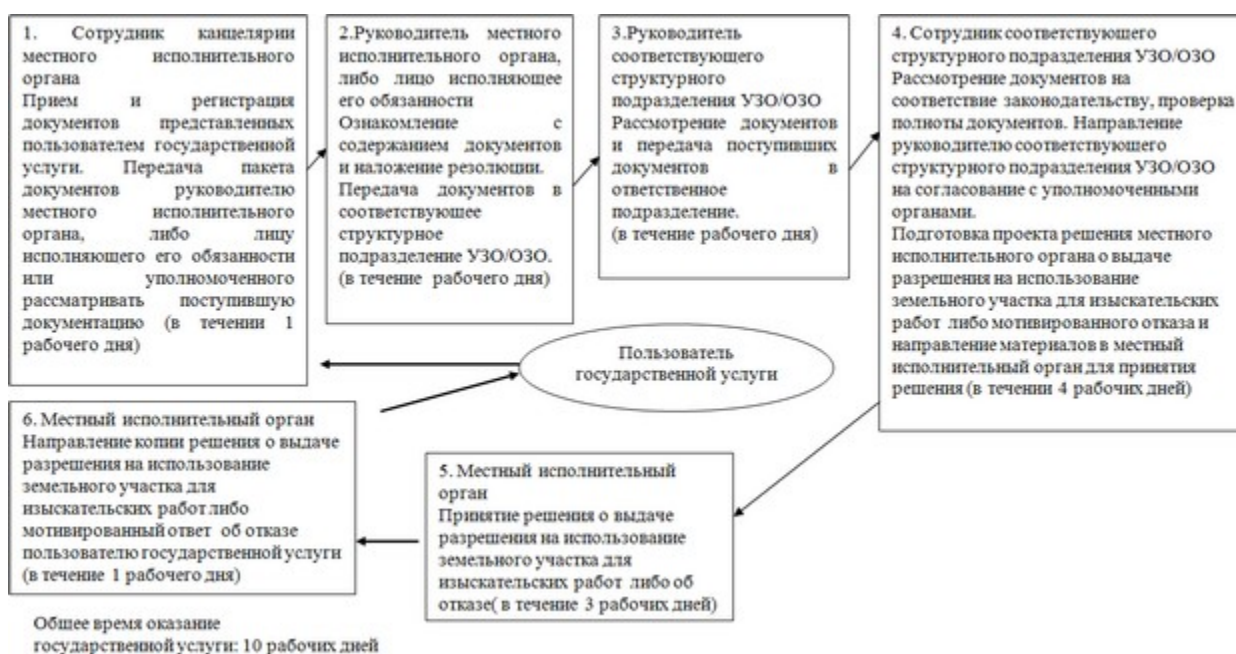 1. Сотрудник канцелярии
местного исполнительного
органа
Прием и регистрация
документов представленных
пользователем государственной
услуги. Передача пакета
документов руководителю
местного исполнительного
органа, либо лицу
исполняющего его обязанности
или уполномоченного
рассматривать поступившую
документацию (в течении 1
рабочего дня)
2.Руководитель местного
исполнительного органа,
либо лицо исполняющее
его обязанности
Ознакомление с
содержанием документов
и наложение резолюции.
Передача документов в
соответствующее
структурное
подразделение УЗО/ОЗО.
(в течение рабочего дня)
3.Руководитель
соответствующего
структурного
подразделения УЗО/ОЗО
Рассмотрение документов
и передача поступивших
документов в
ответственное
подразделение.
(в течение рабочего дня)
4. Сотрудник соответствующего
структурного подразделения УЗО/ОЗО
Рассмотрение документов на
соответствие законодательству, проверка
полноты документов. Направление
руководителю соответствующего
структурного подразделения УЗО/ОЗО
на согласование с уполномоченными
органами.
Подготовка проекта решения местного
исполнительного органа о выдаче
разрешения на использование
земельного участка для изыскательских
работ либо мотивированного отказа и
направление материалов в местный
исполнительный орган для принятия
решения (в течении 4 рабочих дней)
Пользователь
государственной услуги
6. Местный исполнительный орган
Направление копии решения о выдаче
разрешения на использование
земельного участка для
изыскательских работ либо
мотивированный ответ об отказе
пользователю государственной услуги
(в течение 1 рабочего дня)
5. Местный исполнительный
орган
Принятие решения о выдаче
разрешения на использование
земельного участка для
изыскательских работ либо об
отказе( в течение 3 рабочих дней)
Общее время оказание
государственной услуги: 10 рабочих дней